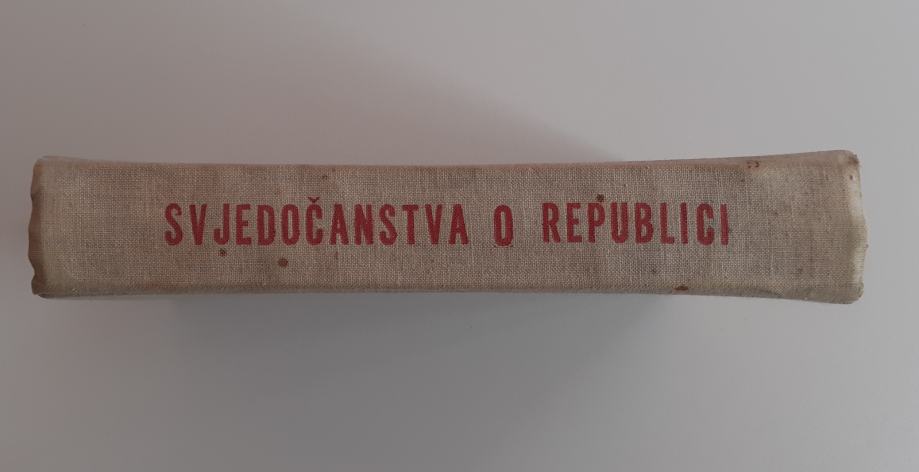 SVJEDOČANSTVA O REPUBLICI